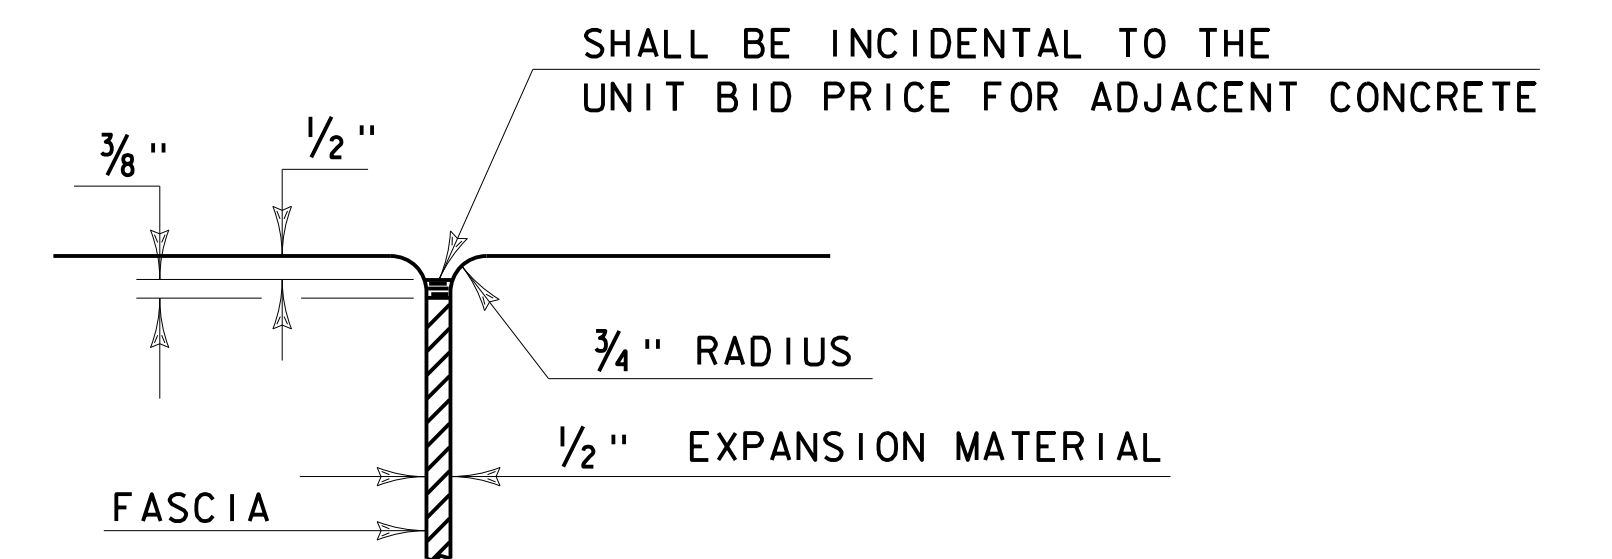 SHALL BE INCIDENTAL TO THE
UNIT BID PRICE FOR ADJACENT CONCRETE
3/8"
1/2"
3/4" RADIUS
1/2" EXPANSION MATERIAL
FASCIA